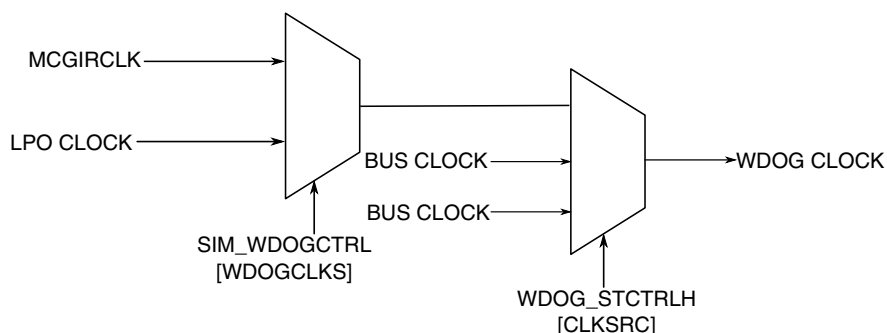 MCGIRCLK
LPO CLOCK
SIM_WDOGCTRL
[WDOGCLKS]
BUS CLOCK
BUS CLOCK
WDOG_STCTRLH
[CLKSRC]
WDOG CLOCK